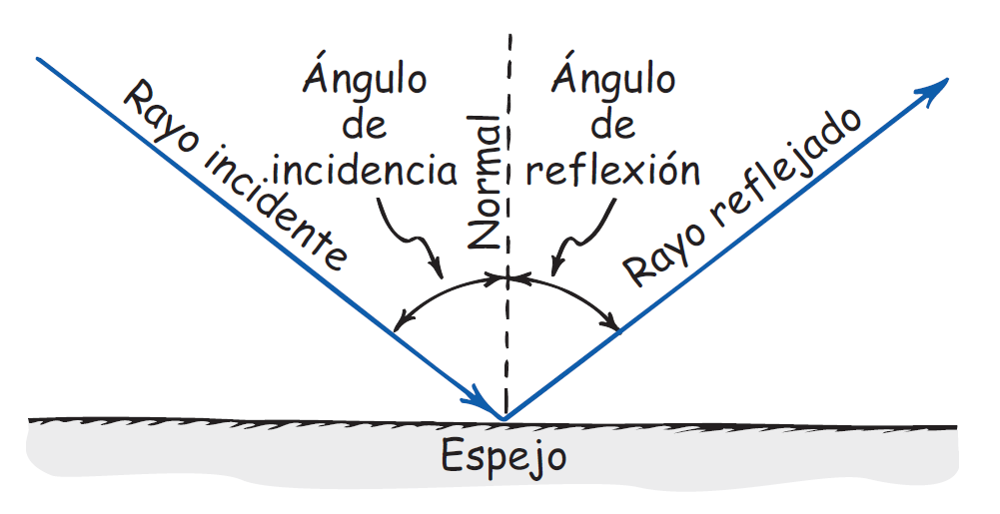 Rayo incidente
Ángulo
de
incidencia
Normal
Ángulo
de
reflexión
Rayo reflejado
Espejo